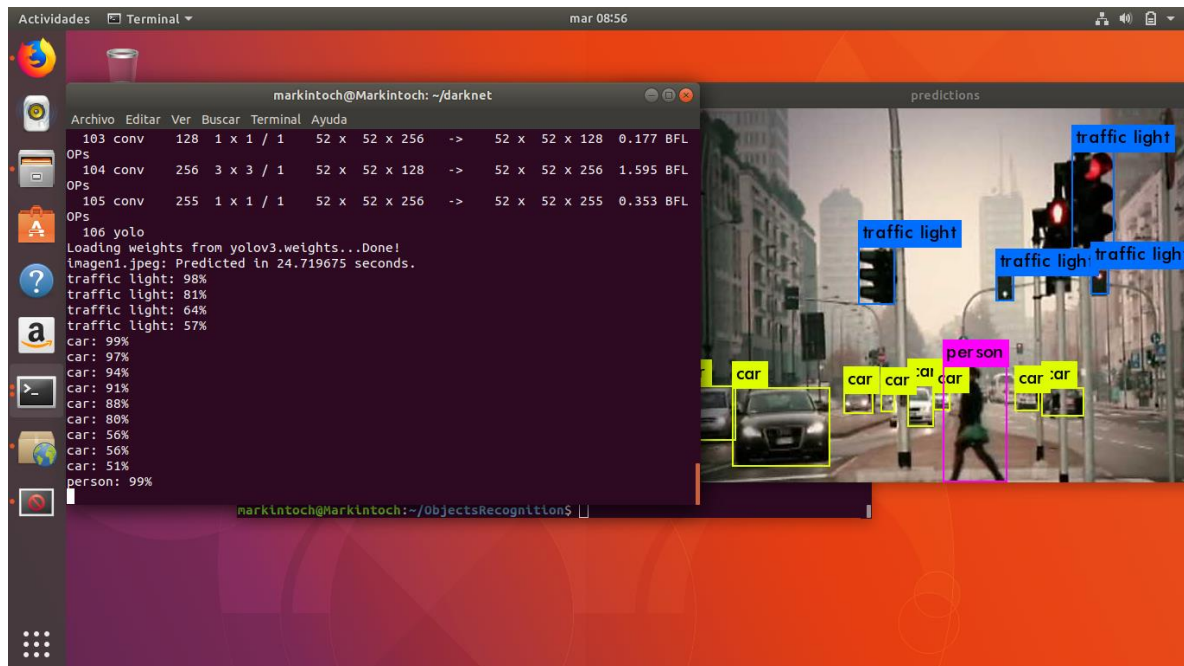 Actividades Terminal mar 08:56
markintoch@Markintoch: ~/darknet
Archivo Editar Ver Buscar Terminal Ayuda
103 conv 128 1 x 1 / 1 52 x 52 x 256 -> 52 x 52 x 128 0.177 BFL
OPs
104 conv 256 3 x 3 / 1 52 x 52 x 128 -> 52 x 52 x 256 1.595 BFL
OPs
105 conv 255 1 x 1 / 1 52 x 52 x 256 -> 52 x 52 x 255 0.353 BFL
OPs
106 yolo
Loading weights from yolov3.weights...Done!
imagen1.jpeg: Predicted in 24.719675 seconds.
traffic light: 98%
traffic light: 81%
traffic light: 64%
traffic light: 57%
car: 99%
car: 97%
car: 94%
car: 91%
car: 88%
car: 80%
car: 56%
car: 56%
car: 51%
person: 99%
markintoch@Markintoch:~/ObjectsRecognition$
predictions
traffic light
traffic light
traffic ligh traffic ligh
person
r car car car car car car car